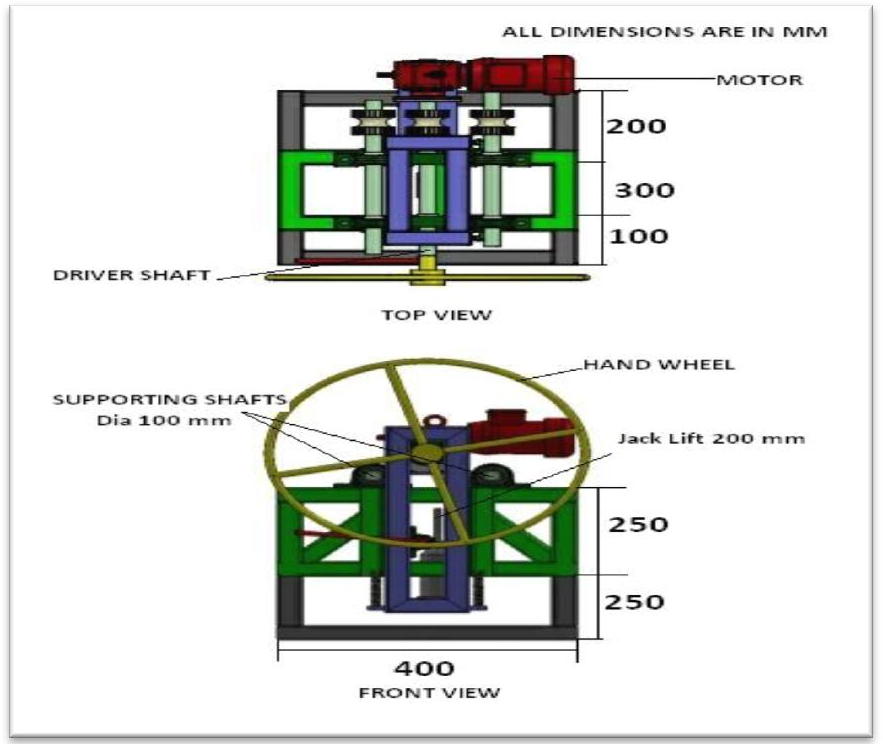 ALL DIMENSIONS ARE IN MM
MOTOR
200
300
100
DRIVER SHAFT
TOP VIEW
HAND WHEEL
SUPPORTING SHAFTS
Dia 100 mm
Jack Lift 200 mm
250
250
400
FRONT VIEW